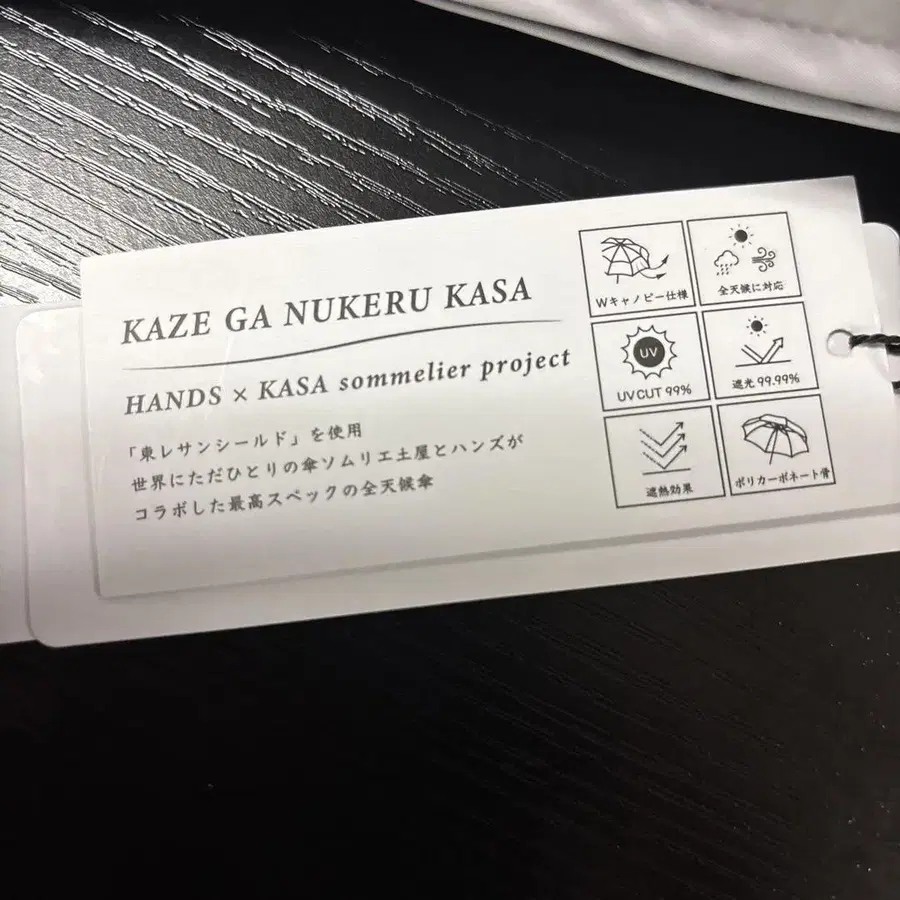 KAZE GA NUKERU KASA
HANDS × KASA sommelier project
「東レサンシールド」を使用
世界にただひとりの傘ソムリエ土屋とハンズが
コラボした最高スペックの全天候傘
Wキャノピー仕様
全天候に対応
UV
UVCUT 99%
遮光 99.99%
遮熱効果
ポリカーボネート骨